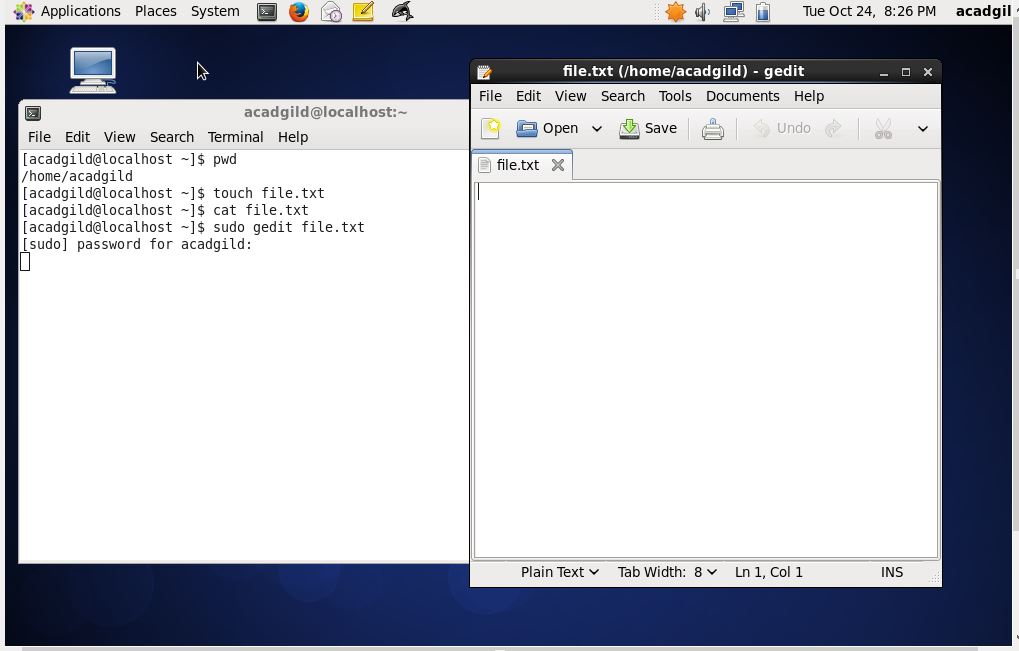 Applications Places System Tue Oct 24, 8:26 PM acadgil
acadgild@localhost:~
File Edit View Search Terminal Help
[acadgild@localhost ~]$ pwd
/home/acadgild
[acadgild@localhost ~]$ touch file.txt
[acadgild@localhost ~]$ cat file.txt
[acadgild@localhost ~]$ sudo gedit file.txt
[sudo] password for acadgild:
file.txt (/home/acadgild) - gedit
File Edit View Search Tools Documents Help
Open Save Undo
file.txt
Plain Text Tab Width: 8 Ln 1, Col 1 INS